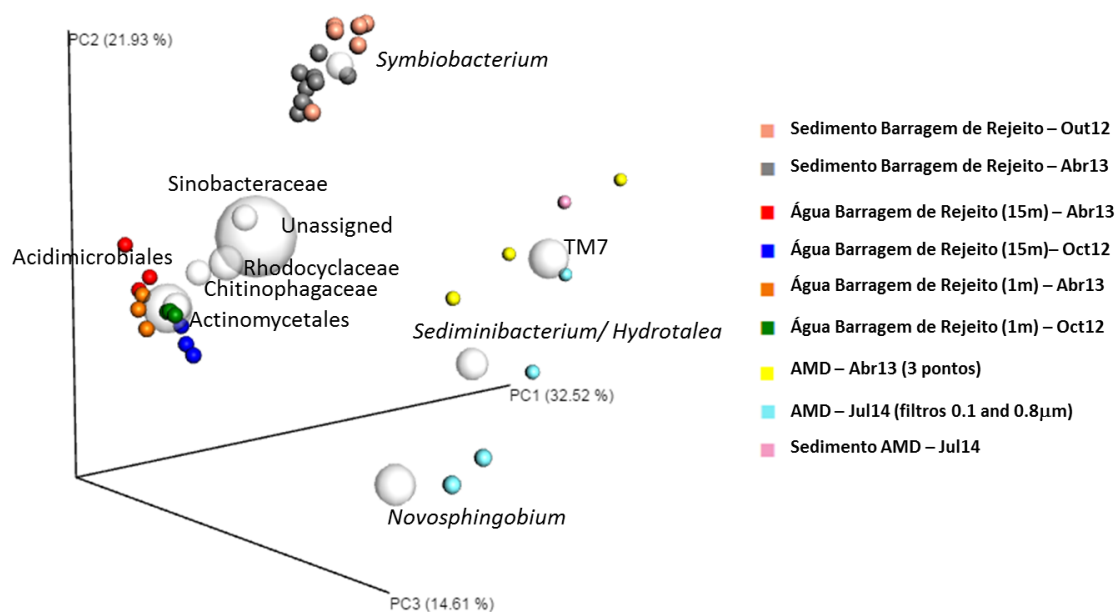 PC2 (21.93 %)
Symbiobacterium
Sinobacteraceae
Unassigned
Acidimicrobiales
Rhodocyclaceae
Chitinophagaceae
Actinomycetales
TM7
Sediminibacterium/ Hydrotalea
PC1 (32.52 %)
Novosphingobium
PC3 (14.61 %)
Sedimento Barragem de Rejeito – Out12
Sedimento Barragem de Rejeito – Abr13
Água Barragem de Rejeito (15m) – Abr13
Água Barragem de Rejeito (15m)– Oct12
Água Barragem de Rejeito (1m) – Abr13
Água Barragem de Rejeito (1m) – Oct12
AMD – Abr13 (3 pontos)
AMD – Jul14 (filtros 0.1 and 0.8μm)
Sedimento AMD – Jul14